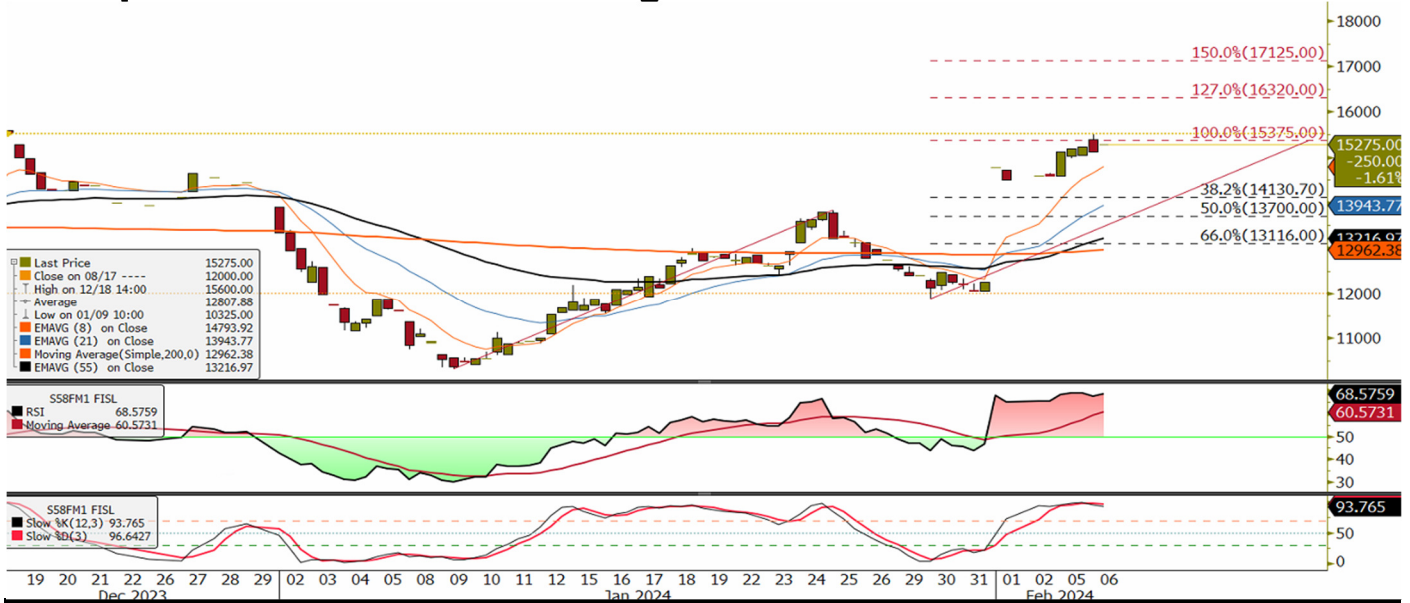 18000
150.0%(17125.00)
17000
127.0%(16320.00)
16000
100.0%(15375.00)
15275.00
-250.00
-1.61%
38.2%(14130.70)
13943.77
50.0%(13700.00)
66.0%(13116.00)
13216.97
12962.38
12000
11000
Last Price 15275.00
Close on 08/17 ---- 12000.00
High on 12/18 14:00 15600.00
Average 12807.88
Low on 01/09 10:00 10325.00
EMAVG (8) on Close 14793.92
EMAVG (21) on Close 13943.77
Moving Average(Simple,200,0) 12962.38
EMAVG (55) on Close 13216.97
S58FM1 FISL
RSI 68.5759
Moving Average 60.5731
68.5759
60.5731
50
40
30
S58FM1 FISL
Slow %K(12,3) 93.765
Slow %D(3) 96.6427
93.765
50
0
19 20 21 22 26 27 28 29 02 03 04 05 08 09 10 11 12 15 16 17 18 19 22 23 24 25 26 29 30 31 01 02 05 06
Dec 2023 Jan 2024 Feb 2024